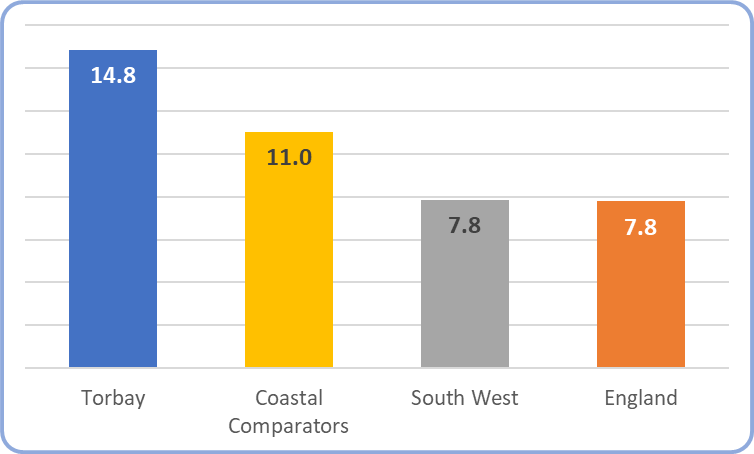 14.8
11.0
7.8
7.8
Torbay
Coastal
Comparators
South West
England